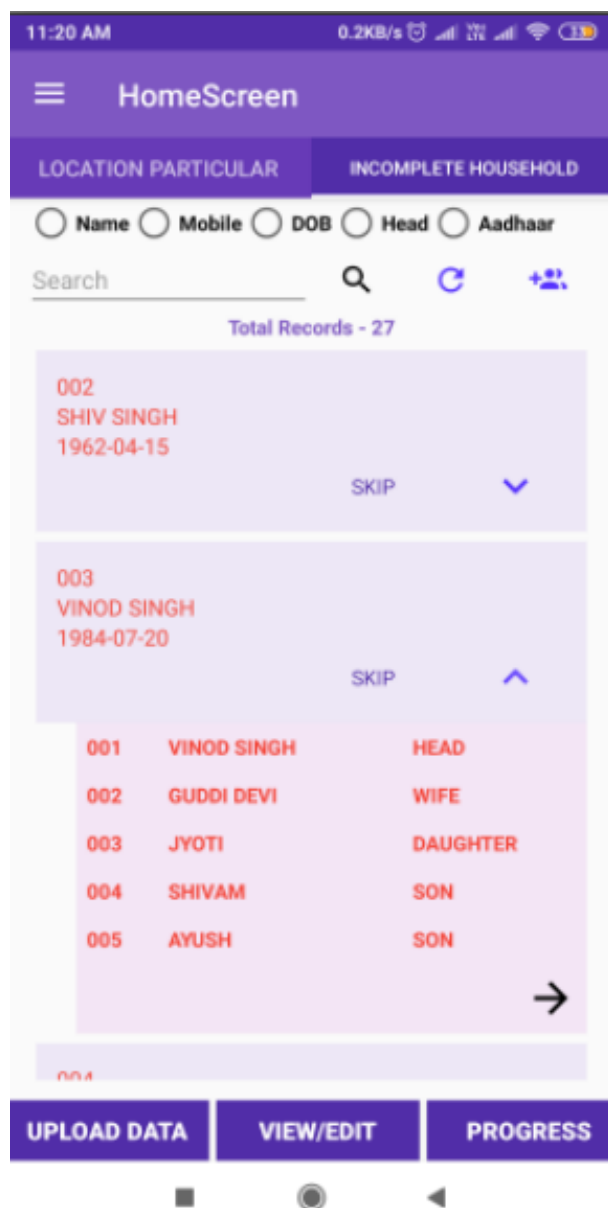 11:20 AM 0.2KB/s
HomeScreen
LOCATION PARTICULAR INCOMPLETE HOUSEHOLD
Name Mobile DOB Head Aadhaar
Search
Total Records - 27
002
SHIV SINGH
1962-04-15
SKIP
003
VINOD SINGH
1984-07-20
SKIP
001 VINOD SINGH HEAD
002 GUDDI DEVI WIFE
003 JYOTI DAUGHTER
004 SHIVAM SON
005 AYUSH SON
004
UPLOAD DATA VIEW/EDIT PROGRESS